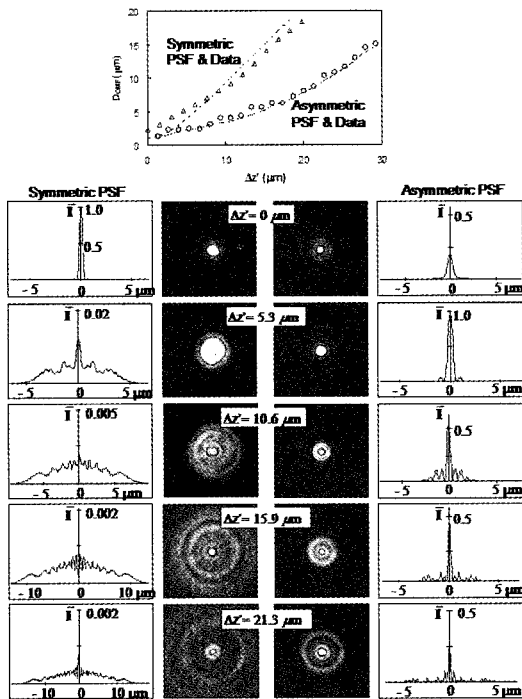 20
Symmetric
PSF & Data
15
10
Asymmetric
PSF & Data
5
0
0 10 20 30
Δz' (μm)
Symmetric PSF
Asymmetric PSF
Ī 1.0
0.5
-5 0 5 μm
Δz'= 0 μm
Ī 0.5
-5 0 5 μm
Ī 0.02
-5 0 5 μm
Δz'= 5.3 μm
Ī 1.0
-5 0 5 μm
Ī 0.005
-5 0 5 μm
Δz'= 10.6 μm
Ī 0.5
-5 0 5 μm
Ī 0.002
-10 0 10 μm
Δz'= 15.9 μm
Ī 0.5
-5 0 5 μm
Ī 0.002
-10 0 10 μm
Δz'= 21.3 μm
Ī 0.5
-5 0 5 μm